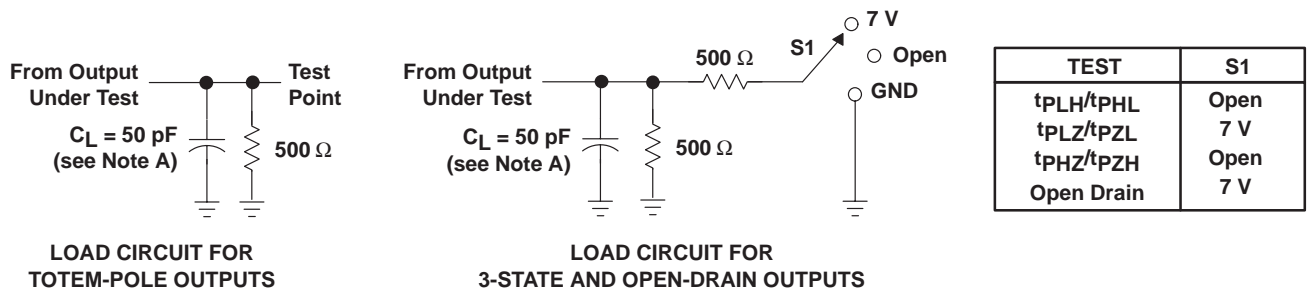 From Output
Under Test
Test
Point
CL = 50 pF
(see Note A)
500 Ω
LOAD CIRCUIT FOR
TOTEM-POLE OUTPUTS
From Output
Under Test
CL = 50 pF
(see Note A)
500 Ω
500 Ω
S1
7 V
Open
GND
LOAD CIRCUIT FOR
3-STATE AND OPEN-DRAIN OUTPUTS
TEST S1
tPLH/tPHL Open
tPLZ/tPZL 7 V
tPHZ/tPZH Open
Open Drain 7 V